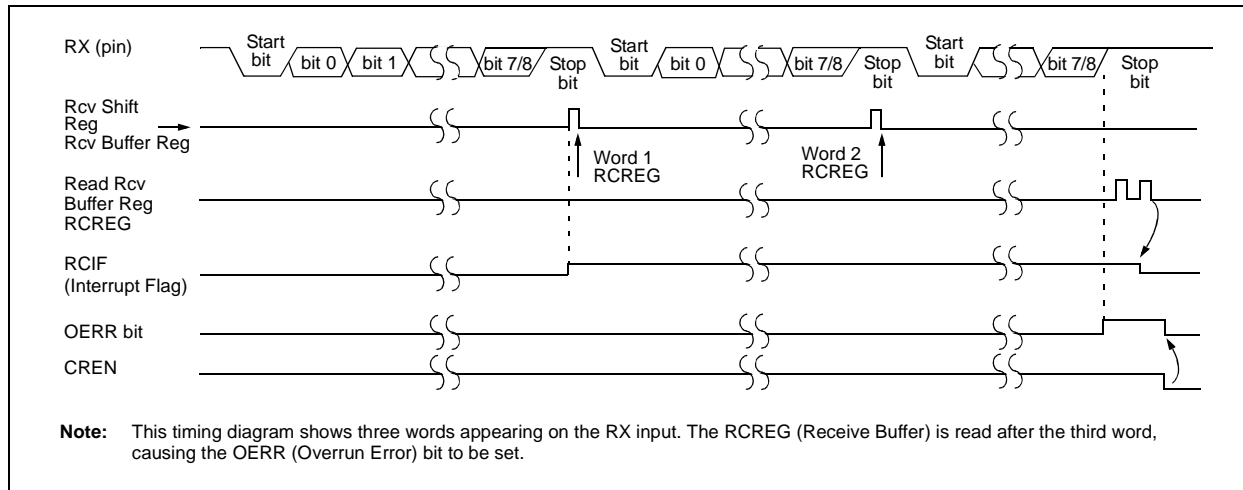 RX (pin)
Start bit
bit 0
bit 1
bit 7/8
Stop bit
Start bit
bit 0
bit 7/8
Stop bit
Start bit
bit 7/8
Stop bit
Rcv Shift
Reg
Rcv Buffer Reg
Word 1
RCREG
Word 2
RCREG
Read Rcv
Buffer Reg
RCREG
RCIF
(Interrupt Flag)
OERR bit
CREN
Note: This timing diagram shows three words appearing on the RX input. The RCREG (Receive Buffer) is read after the third word,
causing the OERR (Overrun Error) bit to be set.